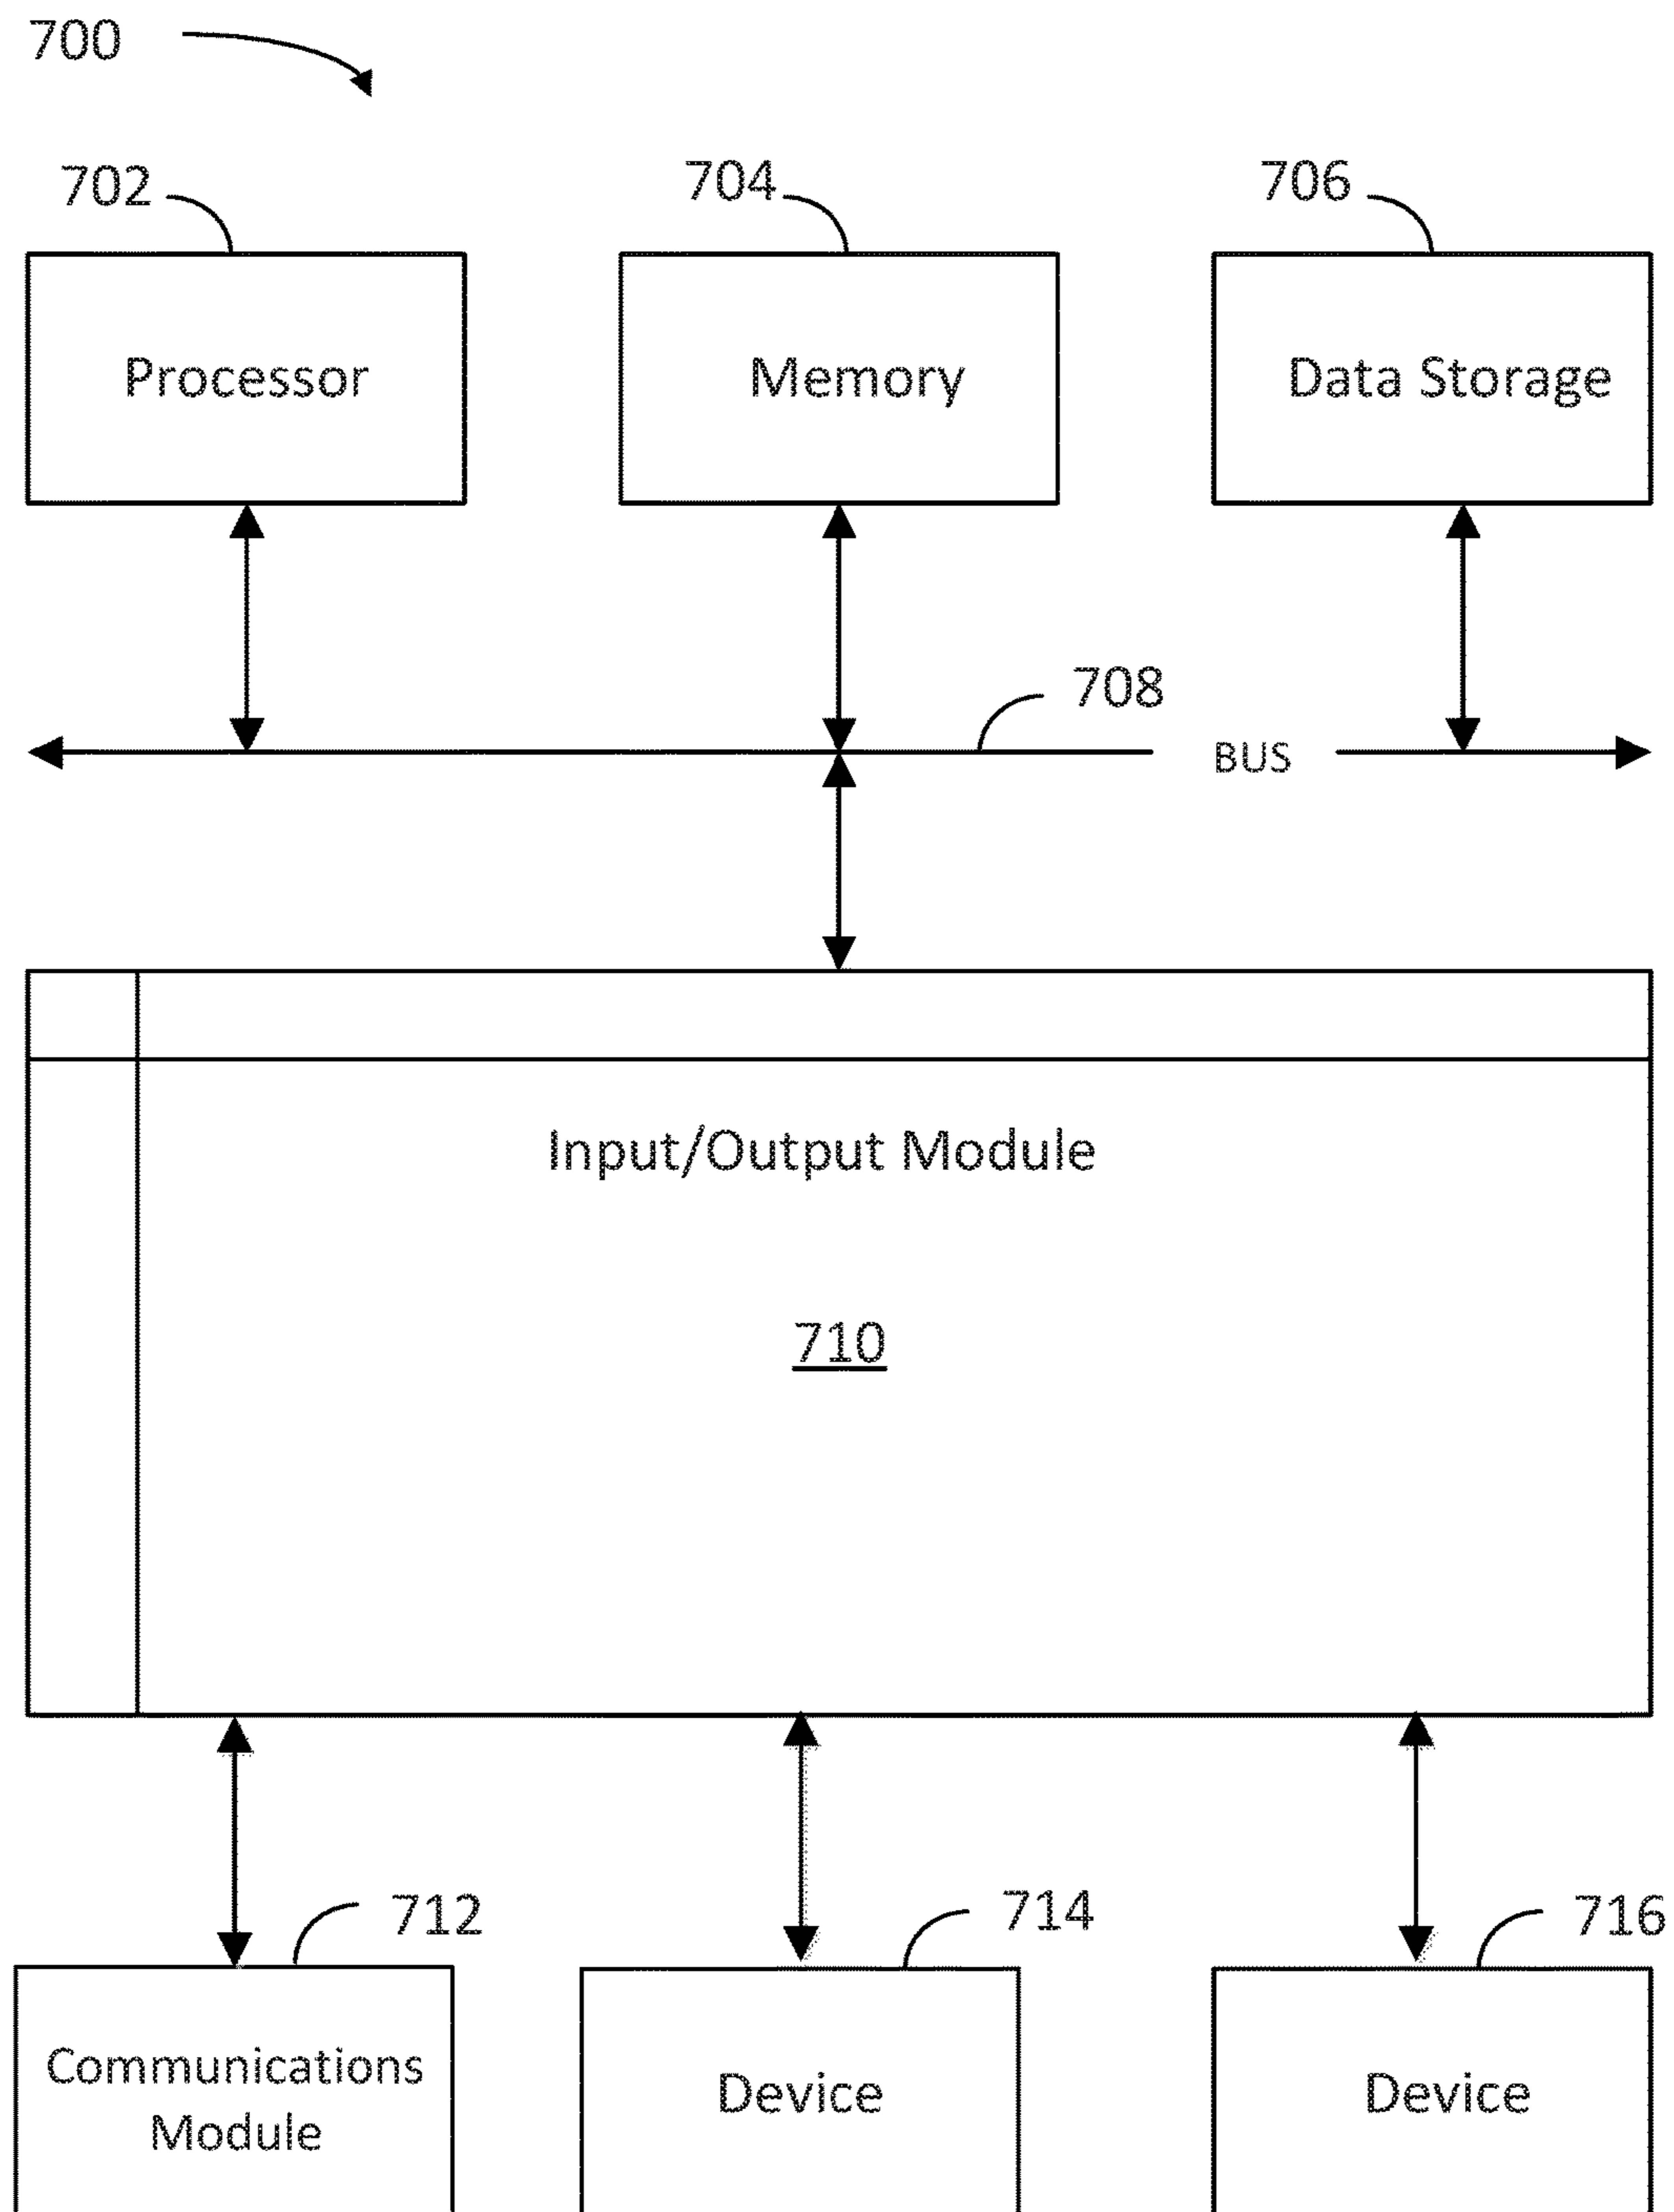 700
702
704
706
Processor
Memory
Data Storage
708
BUS
Input/Output Module
710
712
714
716
Communications
Module
Device
Device